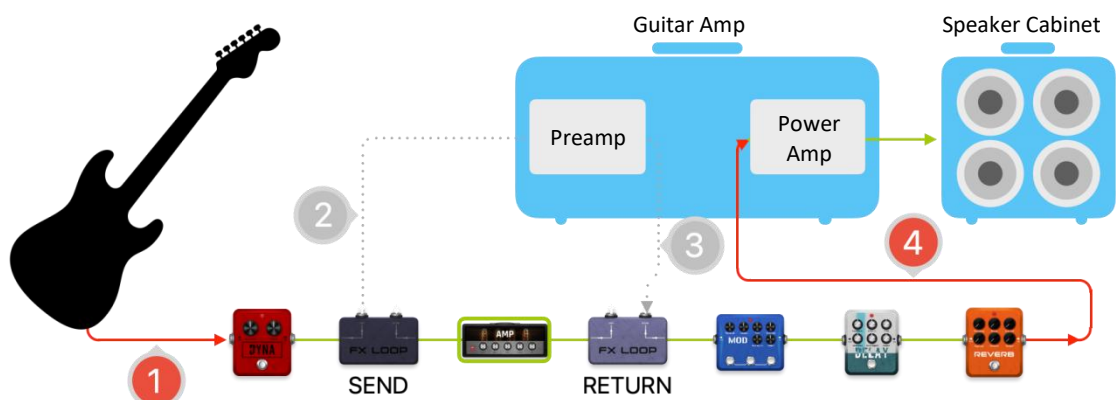 Guitar Amp
Speaker Cabinet
Preamp
Power
Amp
2
3
4
DYNA
FX LOOP
AMP
FX LOOP
MOD
DELAY
REVERB
1
SEND
RETURN